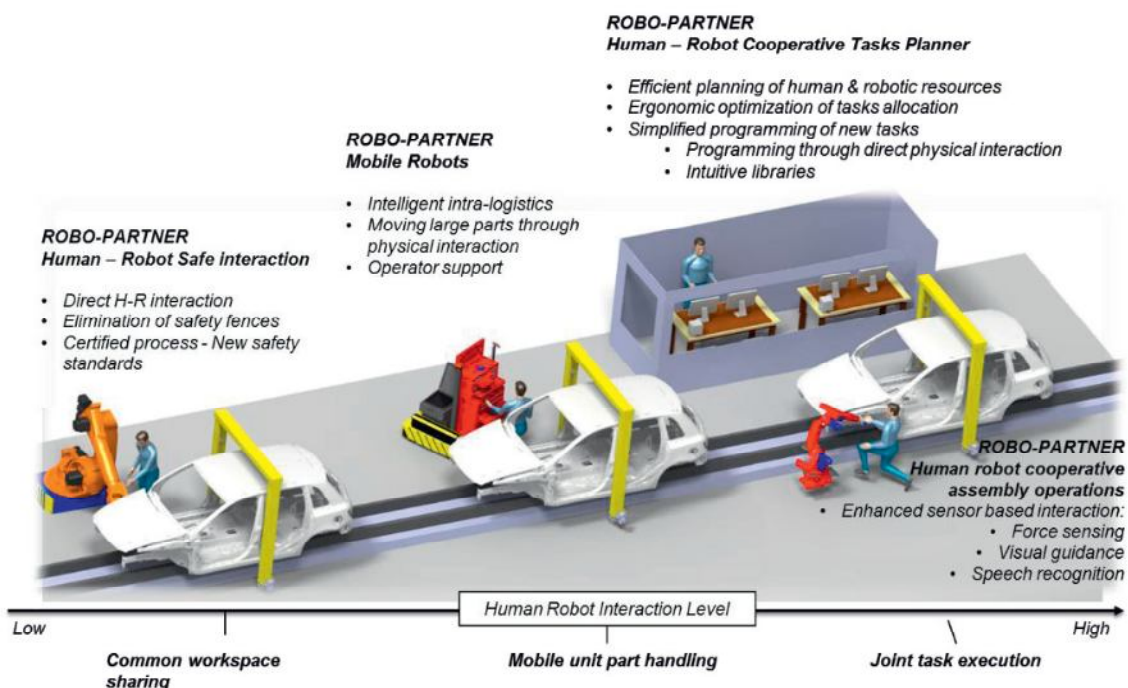 ROBO-PARTNER
Human – Robot Cooperative Tasks Planner
• Efficient planning of human & robotic resources
• Ergonomic optimization of tasks allocation
• Simplified programming of new tasks
• Programming through direct physical interaction
• Intuitive libraries
ROBO-PARTNER
Mobile Robots
• Intelligent intra-logistics
• Moving large parts through
physical interaction
• Operator support
ROBO-PARTNER
Human – Robot Safe interaction
• Direct H-R interaction
• Elimination of safety fences
• Certified process - New safety
standards
ROBO-PARTNER
Human robot cooperative
assembly operations
• Enhanced sensor based interaction:
• Force sensing
• Visual guidance
• Speech recognition
Human Robot Interaction Level
Low
High
Common workspace
sharing
Mobile unit part handling
Joint task execution